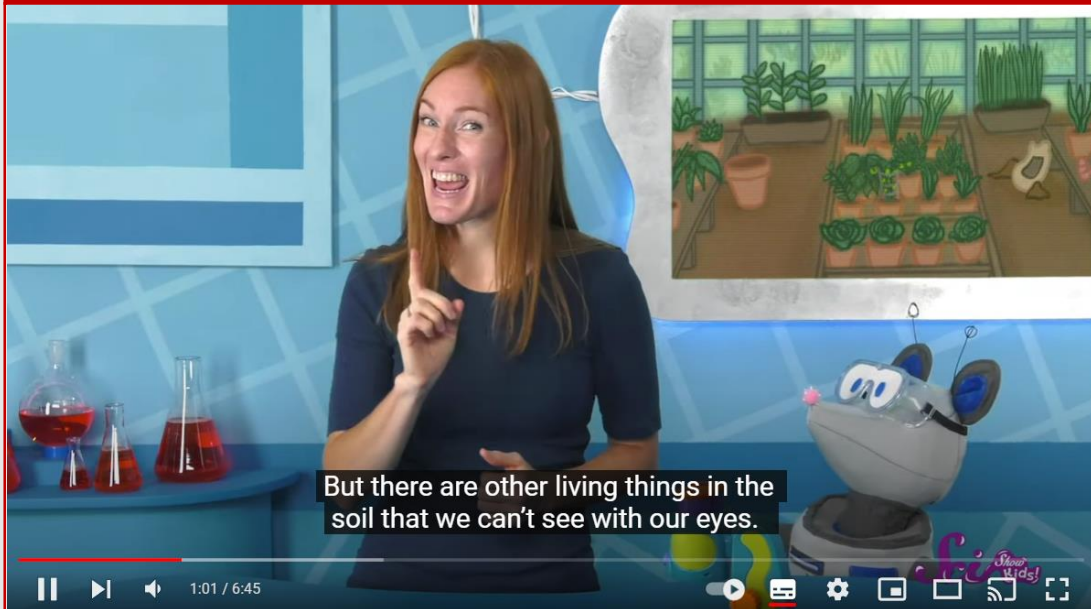 But there are other living things in the
soil that we can't see with our eyes.
Sci
Show
Kids!
1:01 / 6:45